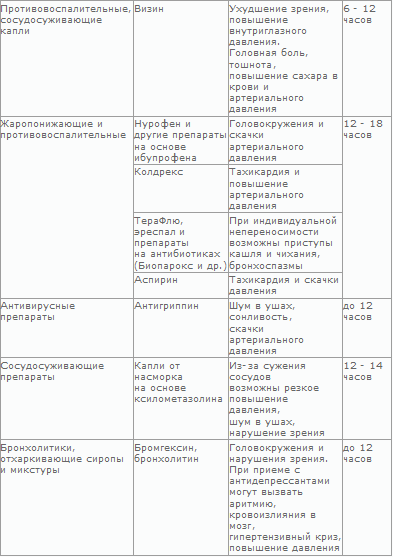 Противовоспалительные,
сосудосуживающие
капли
Визин
Ухудшение зрения,
повышение
внутриглазного
давления.
Головная боль,
тошнота,
повышение сахара в
крови и
артериального
давления
6 - 12
часов
Жаропонижающие и
противовоспалительные
Нурофен и
другие препараты
на основе
ибупрофена
Головокружения и
скачки
артериального
давления
12 - 18
часов
Колдрекс
Тахикардия и
повышение
артериального
давления
ТераФлю,
эреспал и
препараты
на антибиотиках
(Биопарокс и др.)
При индивидуальной
непереносимости
возможны приступы
кашля и чихания,
бронхоспазмы
Аспирин
Тахикардия и скачки
давления
Антивирусные
препараты
Антигриппин
Шум в ушах,
сонливость,
скачки
артериального
давления
до 12
часов
Сосудосуживающие
препараты
Капли от
насморка
на основе
ксилометазолина
Из-за сужения
сосудов
возможны резкое
повышение
давления,
шум в ушах,
нарушение зрения
12 - 14
часов
Бронхолитики,
отхаркивающие сиропы
и микстуры
Бромгексин,
бронхолитин
Головокружения и
нарушения зрения.
При приеме с
антидепрессантами
могут вызвать
аритмию,
кровоизлияния в
мозг,
гипертензивный криз,
повышение давления
до 12
часов